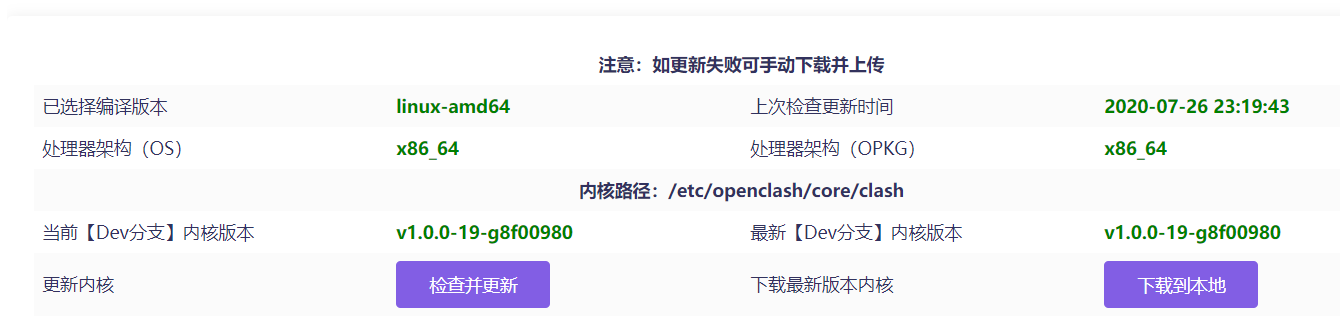 注意：如更新失败可手动下载并上传
已选择编译版本 linux-amd64 上次检查更新时间 2020-07-26 23:19:43
处理器架构（OS） x86_64 处理器架构（OPKG） x86_64
内核路径：/etc/openclash/core/clash
当前【Dev分支】内核版本 v1.0.0-19-g8f00980 最新【Dev分支】内核版本 v1.0.0-19-g8f00980
更新内核 检查并更新 下载最新版本内核 下载到本地